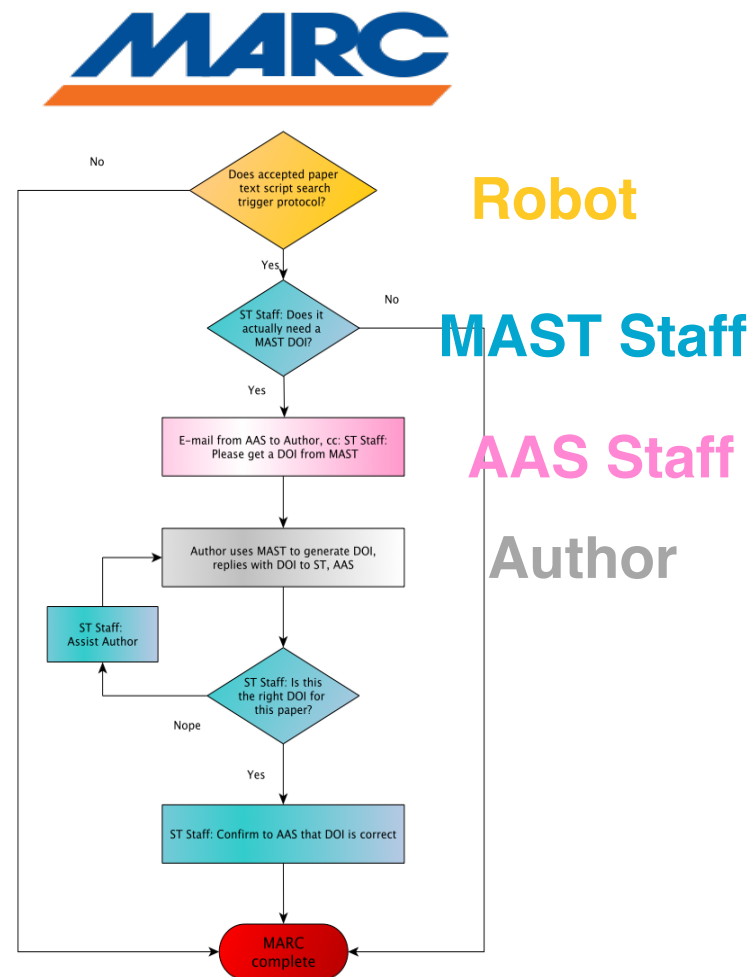 MARC
No
Does accepted paper
text script search
trigger protocol?
Robot
Yes
ST Staff: Does it
actually need a
MAST DOI?
No
MAST Staff
Yes
E-mail from AAS to Author, cc: ST Staff:
Please get a DOI from MAST
AAS Staff
Author uses MAST to generate DOI,
replies with DOI to ST, AAS
Author
ST Staff:
Assist Author
ST Staff: Is this
the right DOI for
this paper?
Nope
Yes
ST Staff: Confirm to AAS that DOI is correct
MARC
complete